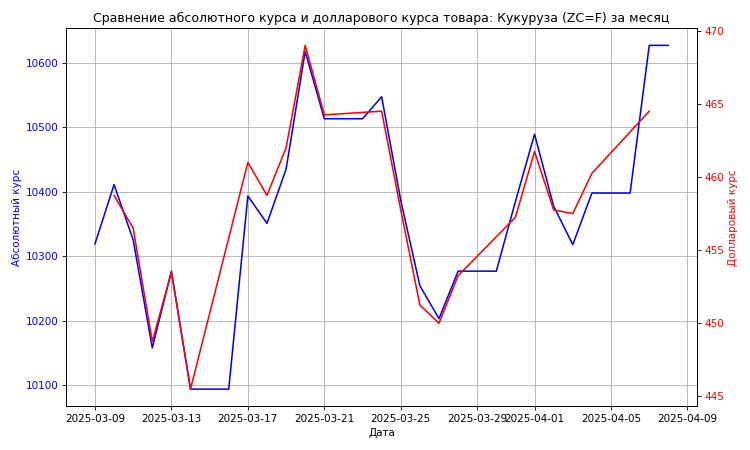 Сравнение абсолютного курса и долларового курса товара: Кукуруза (ZC=F) за месяц
10600
10500
10400
10300
10200
10100
Абсолютный курс
470
465
460
455
450
445
Долларовый курс
2025-03-09 2025-03-13 2025-03-17 2025-03-21 2025-03-25 2025-03-29 2025-04-01 2025-04-05 2025-04-09
Дата